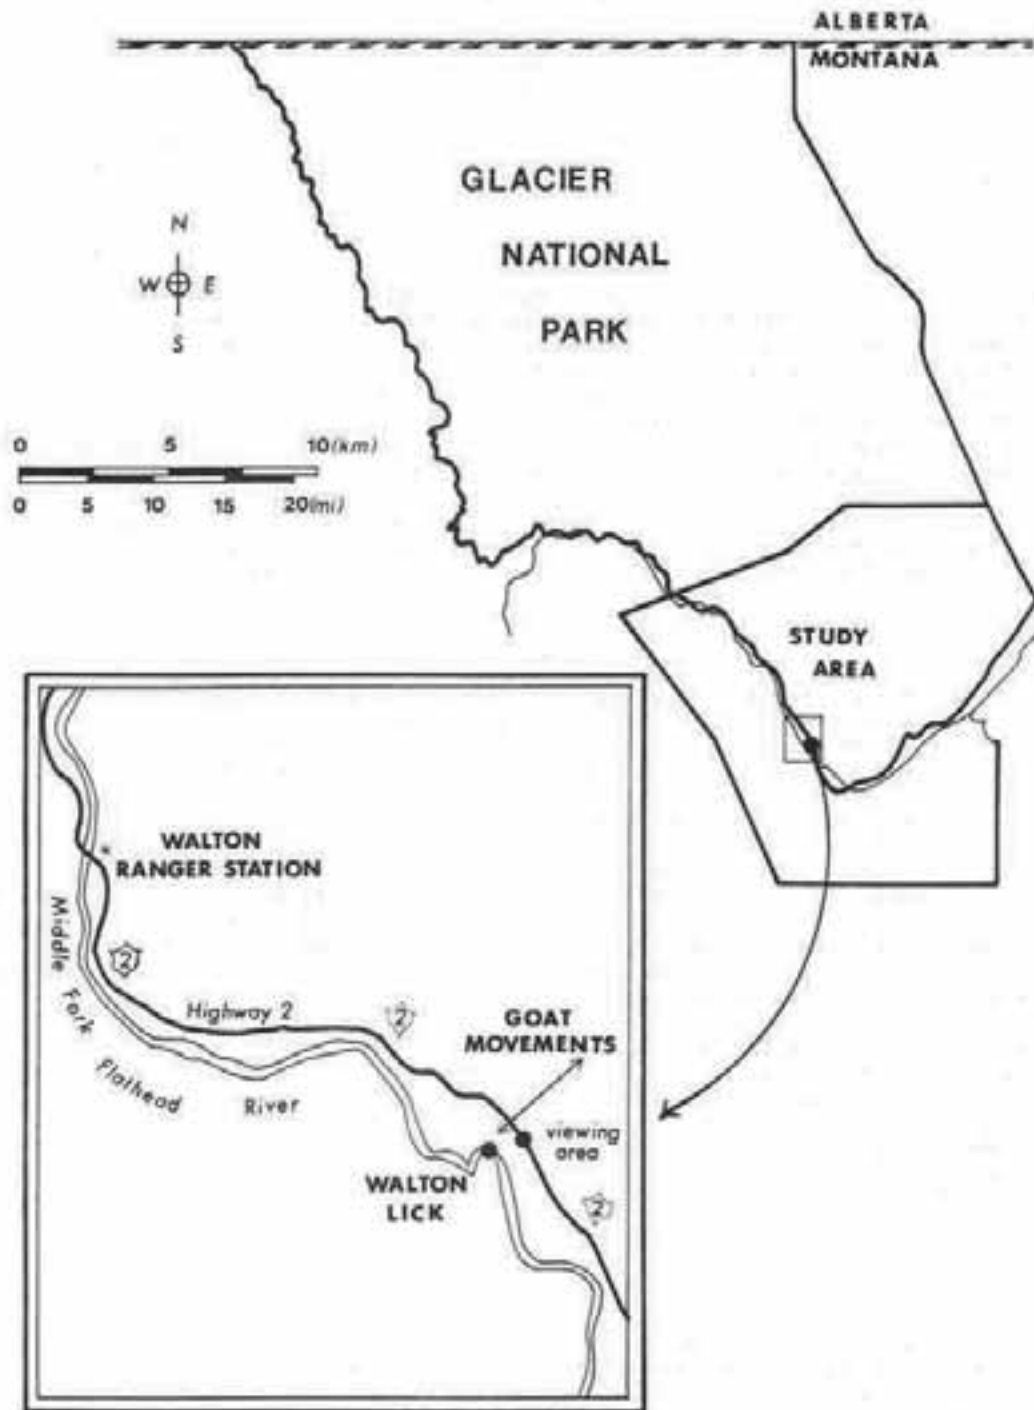 ALBERTA
MONTANA
GLACIER
NATIONAL
PARK
N
W E
S
0 5 10 (km)
0 5 10 15 20 (mi)
STUDY
AREA
WALTON
RANGER STATION
Middle Fork Flathead River
2
Highway 2
2
GOAT
MOVEMENTS
viewing
area
WALTON
LICK
2